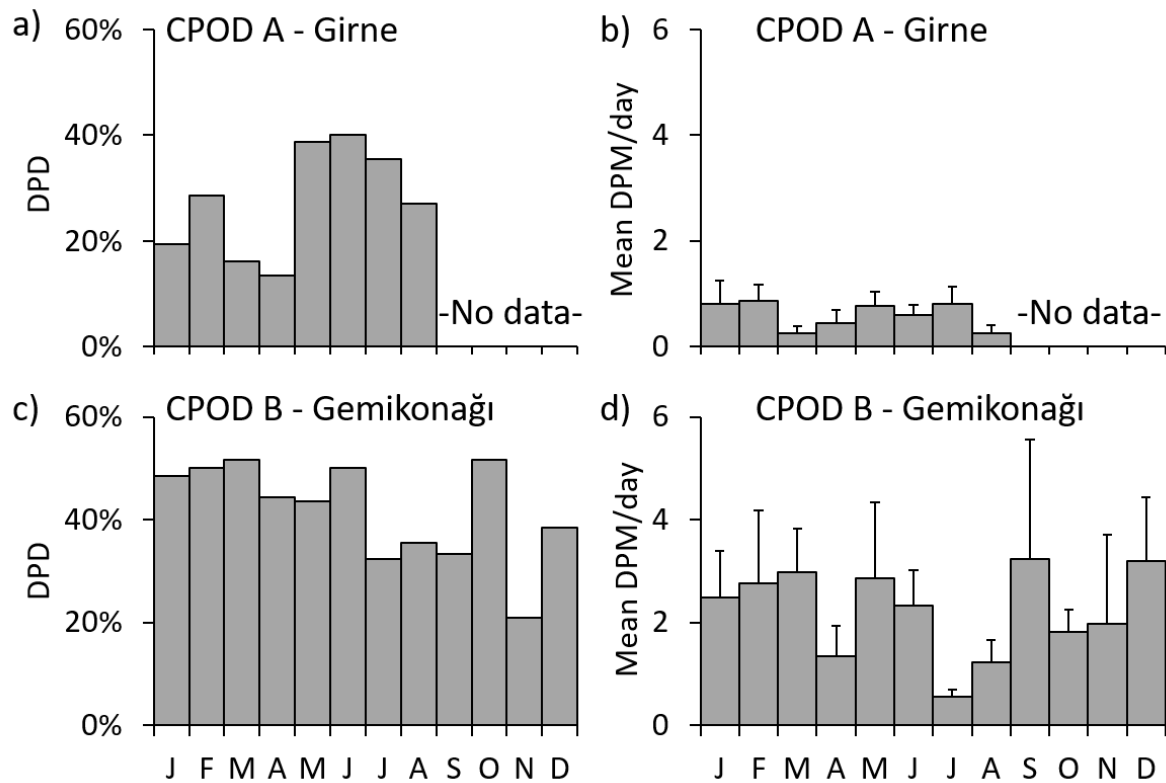 a) CPOD A - Girne
60%
40%
20%
0%
DPD
-No data-
b) CPOD A - Girne
6
4
2
0
Mean DPM/day
-No data-
c) CPOD B - Gemikonağı
60%
40%
20%
0%
DPD
J F M A M J J A S O N D
d) CPOD B - Gemikonağı
6
4
2
0
Mean DPM/day
J F M A M J J A S O N D